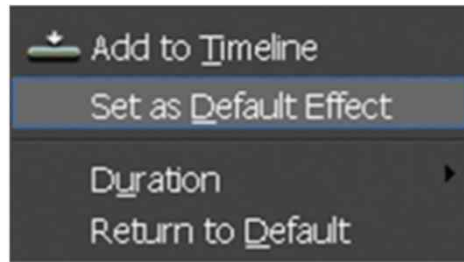 Add to Timeline
Set as Default Effect
Duration
Return to Default